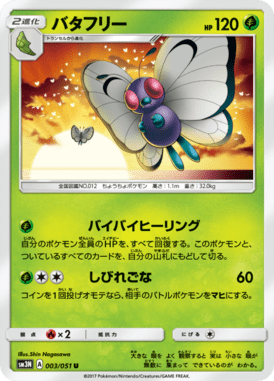 2進化 バタフリー HP120
トランセルから進化
全国図鑑NO.012 ちょうちょポケモン 高さ：1.1m 重さ：32.0kg
バイバイヒーリング
自分のポケモン全員のHPを、すべて回復する。このポケモンと、
ついているすべてのカードを、自分の山札にもどして切る。
しびれごな 60
コインを1回投げオモテなら、相手のバトルポケモンをマヒにする。
弱点 ×2 抵抗力 にげる
Illus.Shin Nagasawa
sm3N A 003/051 U
©2017 Pokémon/Nintendo/Creatures/GAME FREAK.